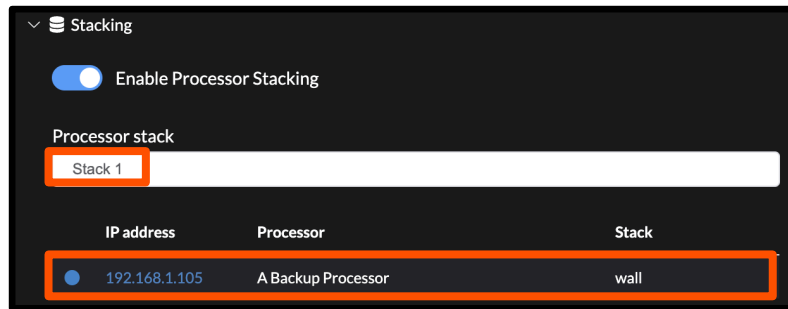 Stacking
Enable Processor Stacking
Processor stack
Stack 1
IP address Processor Stack
192.168.1.105 A Backup Processor wall